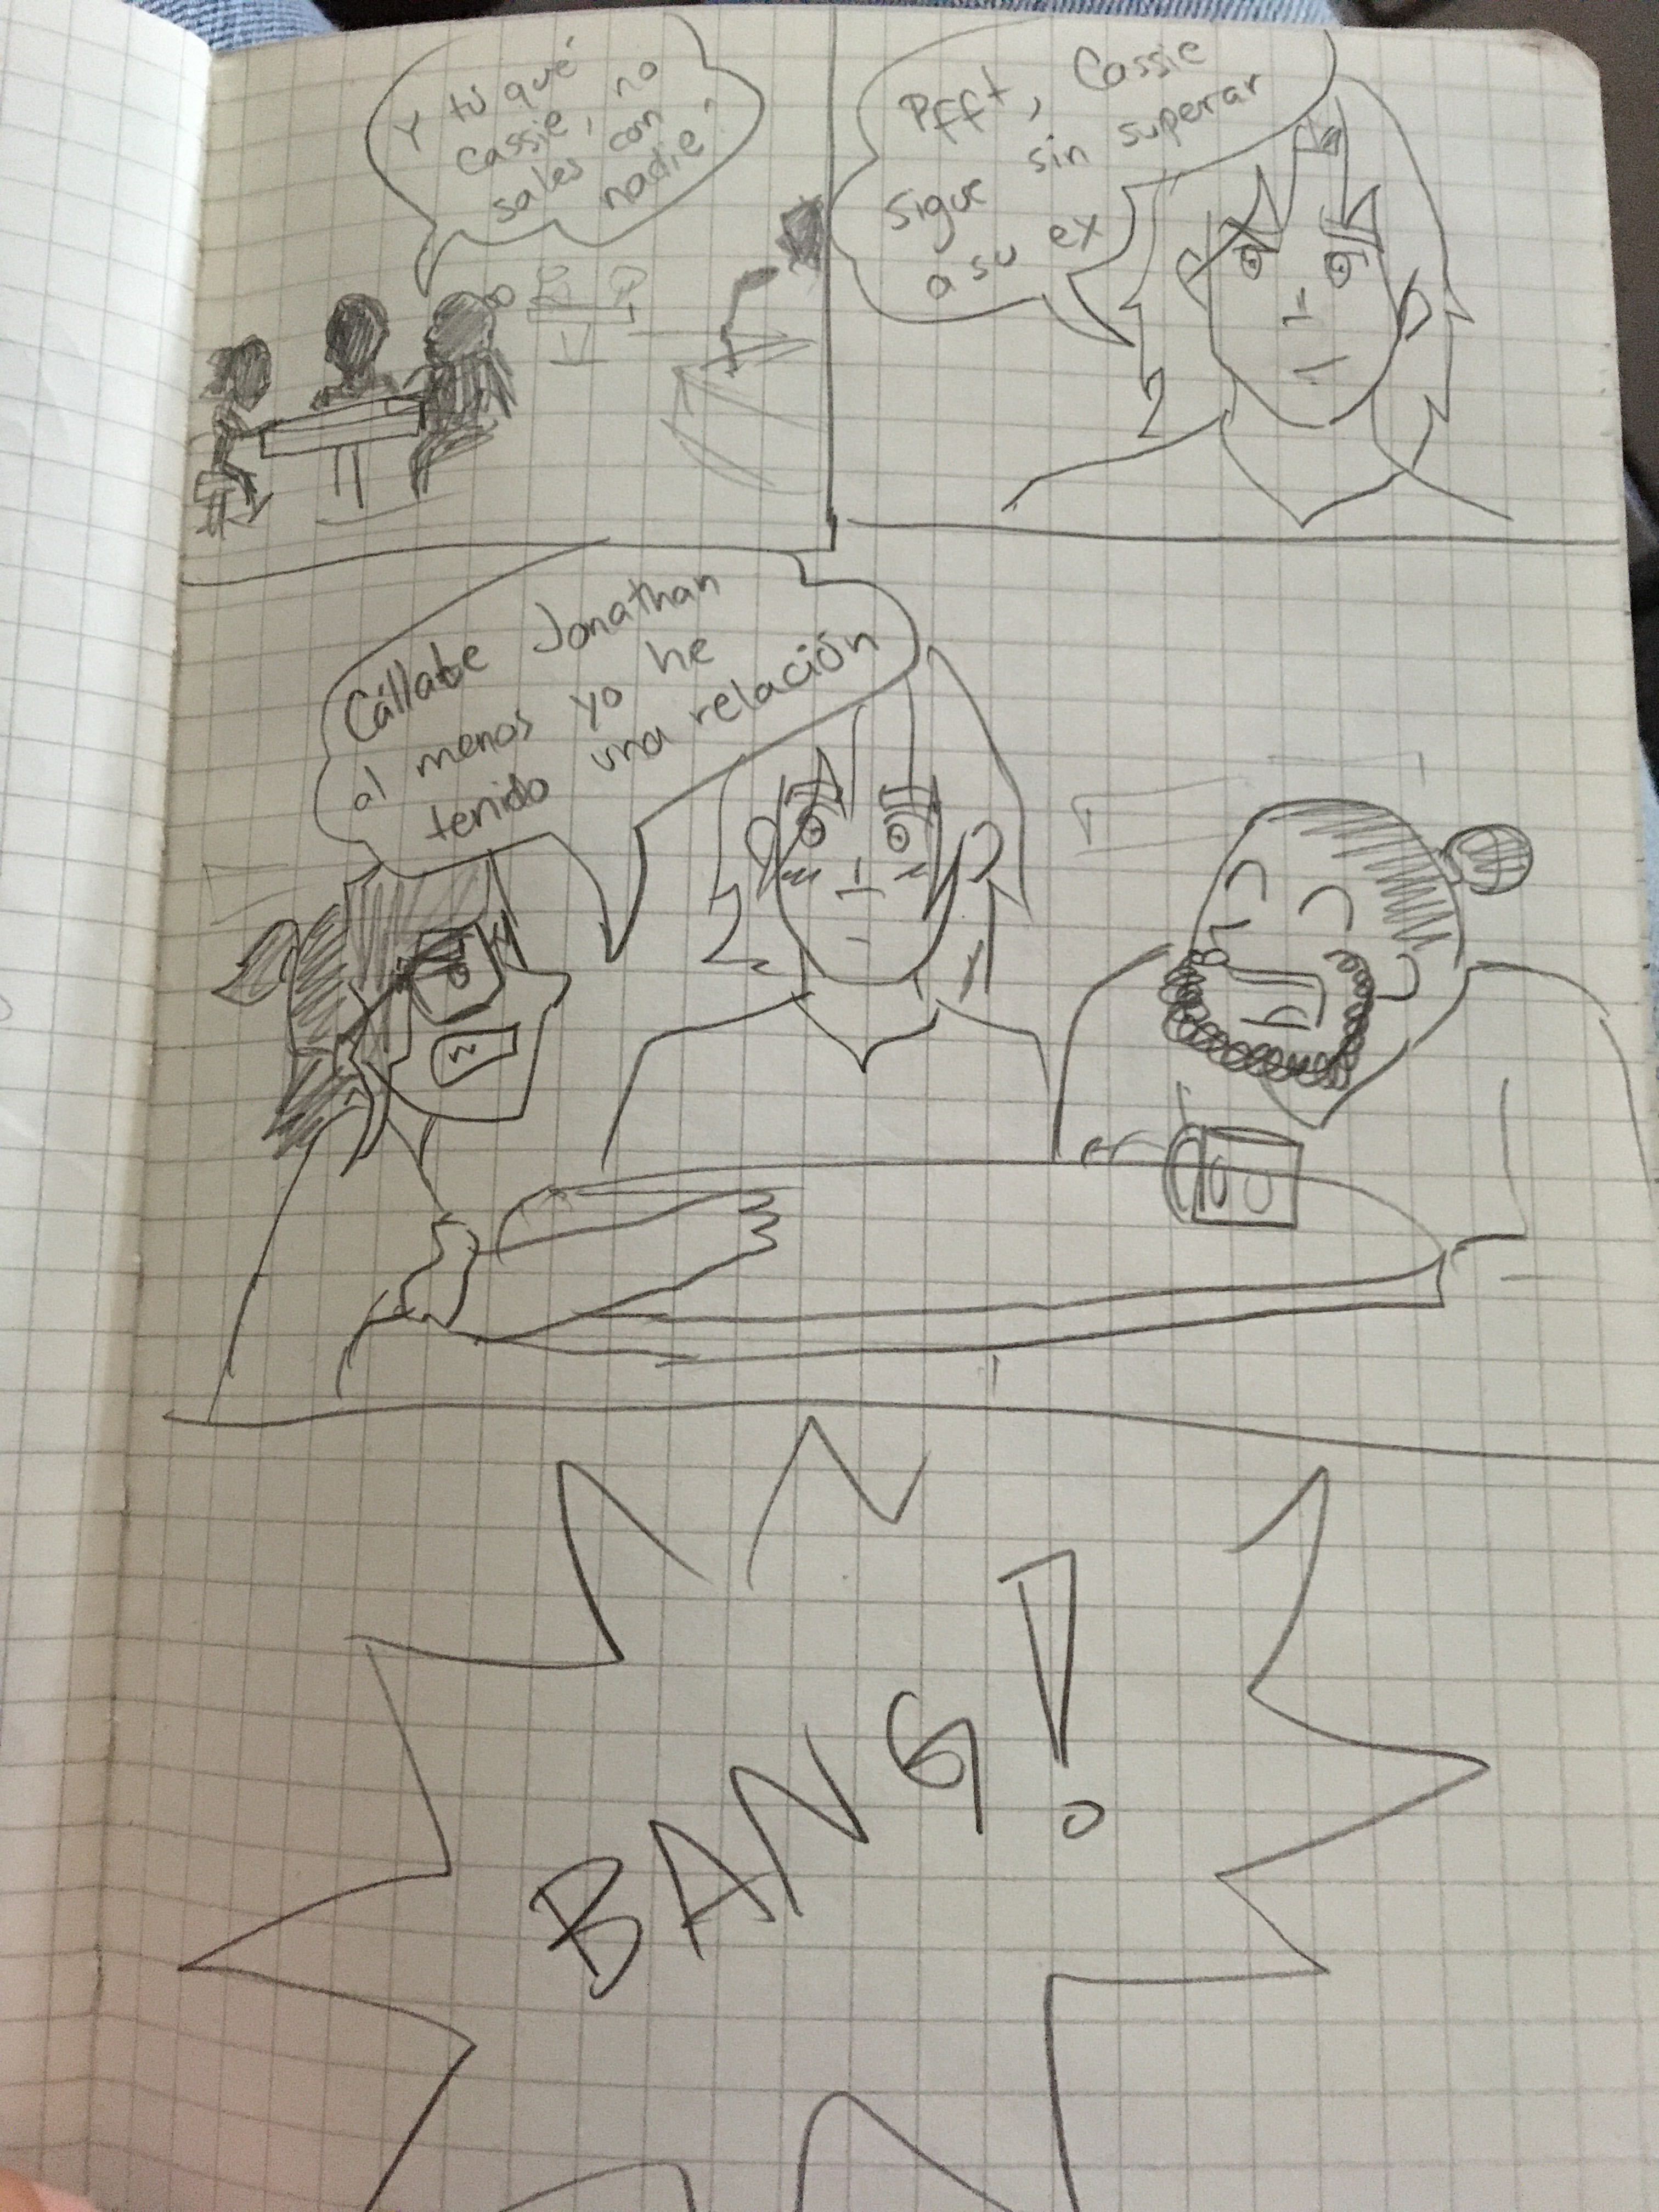 Y tú qué
Cassie, no
sales con
nadie,
Pfft, Cassie
sigue sin superar
a su ex
Cállate Jonathan
al menos yo he
tenido una relación
BANG!